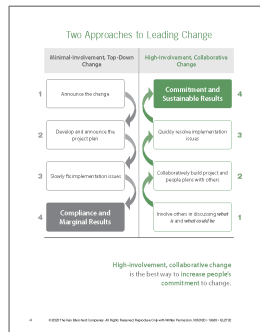 Two Approaches to Leading Change
Minimal-Involvement, Top-Down
Change
High-Involvement, Collaborative
Change
1
Announce the change
Commitment and
Sustainable Results
4
2
Develop and announce the
project plan
Quickly resolve implementation
issues
3
3
Slowly fix implementation issues
Collaboratively build project and
people plans with others
2
4
Compliance and
Marginal Results
Involve others in discussing what
is and what could be
1
High-involvement, collaborative change
is the best way to increase people's
commitment to change.
4